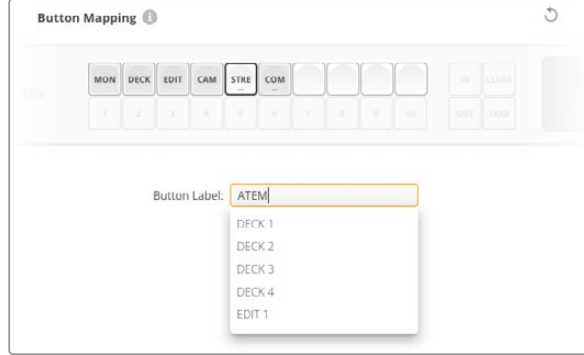 Button Mapping
MON DECK EDIT CAM STRE COM IN CLEAR
1 2 3 4 5 6 7 8 9 10 OUT TAKE
Button Label: ATEM
DECK 1
DECK 2
DECK 3
DECK 4
EDIT 1